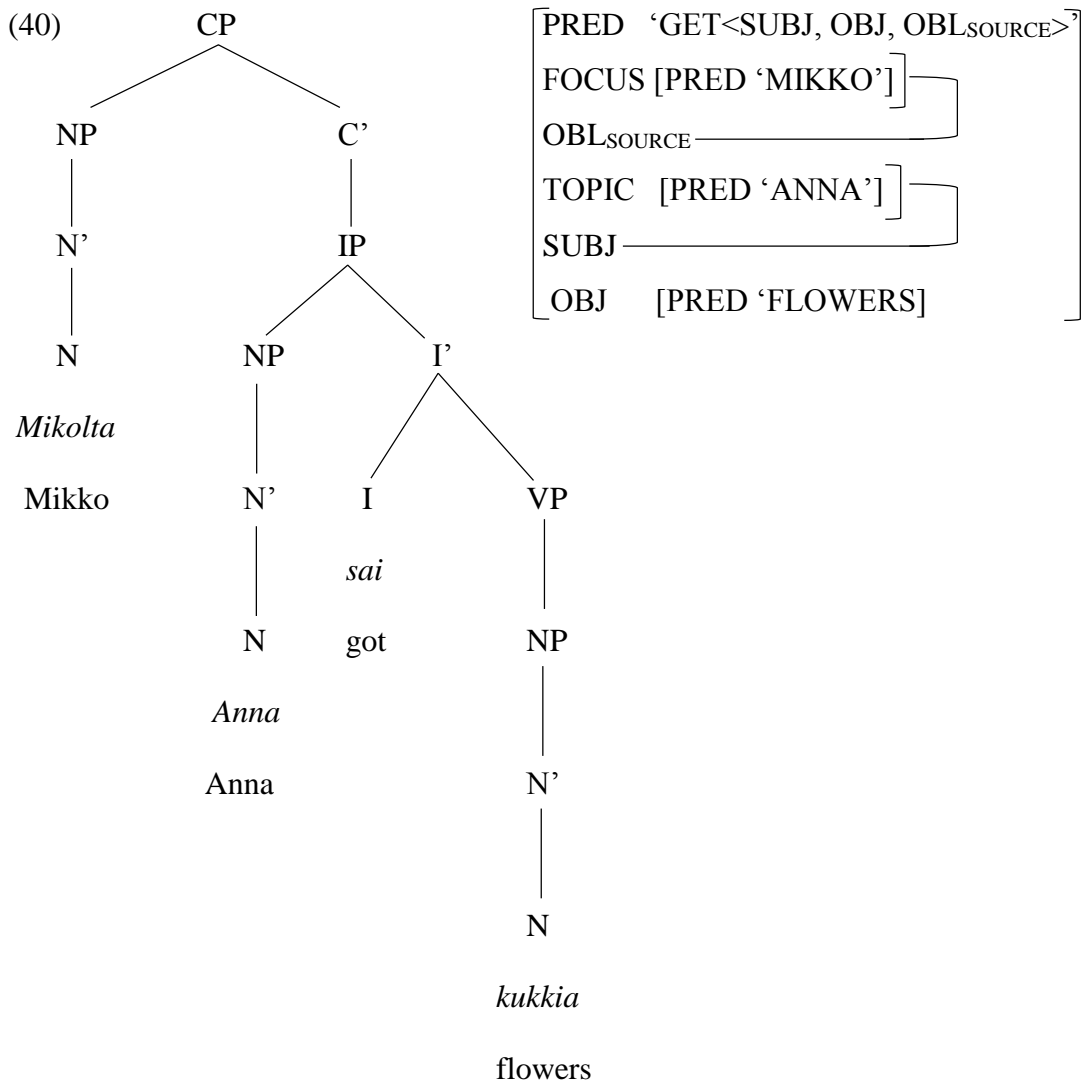 (40) CP
NP C’
N’ IP
N NP I’
Mikolta
Mikko N’ I VP
sai
N got NP
Anna
Anna N’
N
kukkia
flowers
PRED ‘GET<SUBJ, OBJ, OBLSOURCE>’
FOCUS [PRED ‘MIKKO’]
OBLSOURCE
TOPIC [PRED ‘ANNA’]
SUBJ
OBJ [PRED ‘FLOWERS]